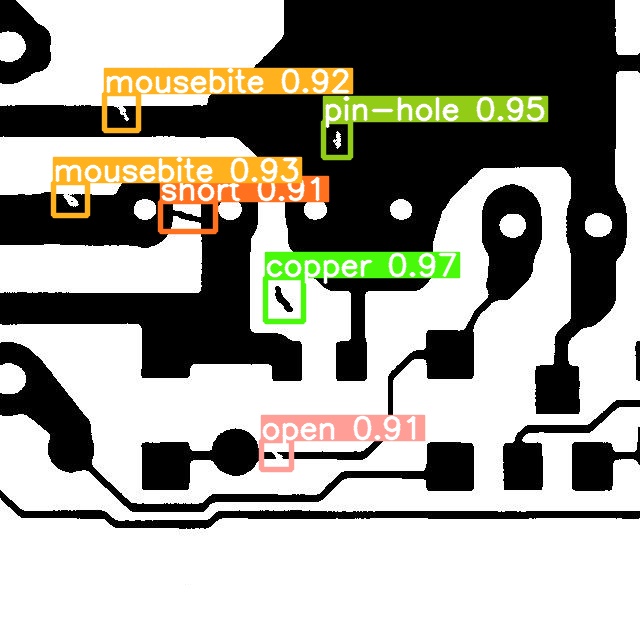 mousebite 0.92
pin-hole 0.95
mousebite 0.93
short 0.91
copper 0.97
open 0.91